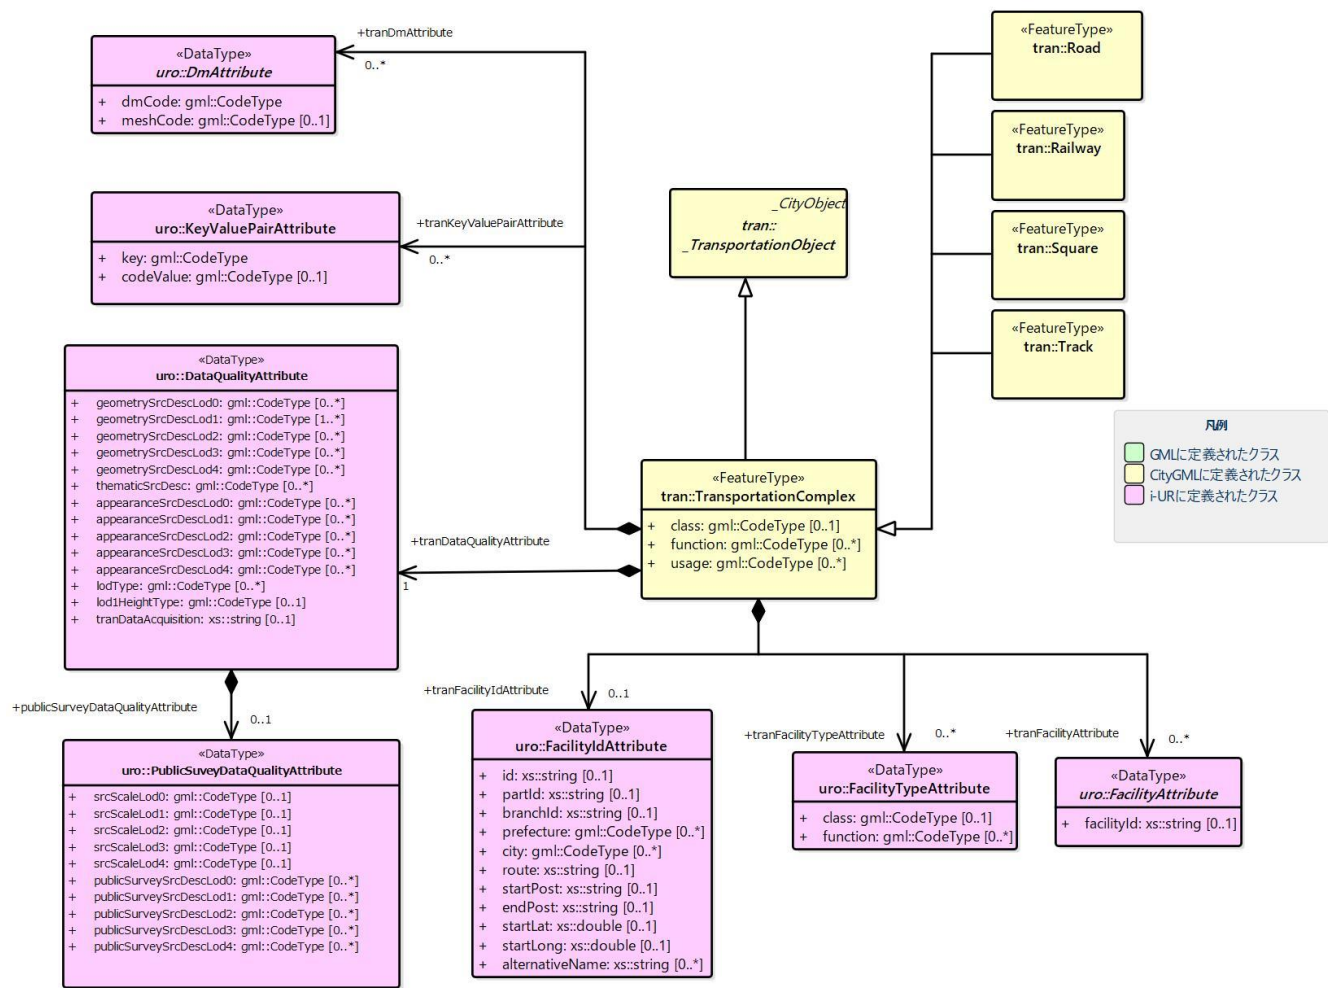 +tranDmAttribute
0..*
«DataType»
uro::DmAttribute
+ dmCode: gml::CodeType
+ meshCode: gml::CodeType [0..1]
«FeatureType»
tran::Road
«FeatureType»
tran::Railway
«FeatureType»
tran::Square
«FeatureType»
tran::Track
«DataType»
uro::KeyValuePairAttribute
+ key: gml::CodeType
+ codeValue: gml::CodeType [0..1]
+tranKeyValuePairAttribute
0..*
_CityObject
tran::
_TransportationObject
«DataType»
uro::DataQualityAttribute
+ geometrySrcDescLod0: gml::CodeType [0..*]
+ geometrySrcDescLod1: gml::CodeType [1..*]
+ geometrySrcDescLod2: gml::CodeType [0..*]
+ geometrySrcDescLod3: gml::CodeType [0..*]
+ geometrySrcDescLod4: gml::CodeType [0..*]
+ thematicSrcDesc: gml::CodeType [0..*]
+ appearanceSrcDescLod0: gml::CodeType [0..*]
+ appearanceSrcDescLod1: gml::CodeType [0..*]
+ appearanceSrcDescLod2: gml::CodeType [0..*]
+ appearanceSrcDescLod3: gml::CodeType [0..*]
+ appearanceSrcDescLod4: gml::CodeType [0..*]
+ lodType: gml::CodeType [0..*]
+ lod1HeightType: gml::CodeType [0..1]
+ tranDataAcquisition: xs::string [0..1]
+tranDataQualityAttribute
1
«FeatureType»
tran::TransportationComplex
+ class: gml::CodeType [0..1]
+ function: gml::CodeType [0..*]
+ usage: gml::CodeType [0..*]
凡例
GMLに定義されたクラス
CityGMLに定義されたクラス
i-URに定義されたクラス
+publicSurveyDataQualityAttribute
0..1
«DataType»
uro::PublicSuveyDataQualityAttribute
+ srcScaleLod0: gml::CodeType [0..1]
+ srcScaleLod1: gml::CodeType [0..1]
+ srcScaleLod2: gml::CodeType [0..1]
+ srcScaleLod3: gml::CodeType [0..1]
+ srcScaleLod4: gml::CodeType [0..1]
+ publicSurveySrcDescLod0: gml::CodeType [0..*]
+ publicSurveySrcDescLod1: gml::CodeType [0..*]
+ publicSurveySrcDescLod2: gml::CodeType [0..*]
+ publicSurveySrcDescLod3: gml::CodeType [0..*]
+ publicSurveySrcDescLod4: gml::CodeType [0..*]
+tranFacilityIdAttribute
0..1
«DataType»
uro::FacilityIdAttribute
+ id: xs::string [0..1]
+ partId: xs::string [0..1]
+ branchId: xs::string [0..1]
+ prefecture: gml::CodeType [0..*]
+ city: gml::CodeType [0..*]
+ route: xs::string [0..1]
+ startPost: xs::string [0..1]
+ endPost: xs::string [0..1]
+ startLat: xs::double [0..1]
+ startLong: xs::double [0..1]
+ alternativeName: xs::string [0..*]
+tranFacilityTypeAttribute
0..*
«DataType»
uro::FacilityTypeAttribute
+ class: gml::CodeType [0..1]
+ function: gml::CodeType [0..*]
+tranFacilityAttribute
0..*
«DataType»
uro::FacilityAttribute
+ facilityId: xs::string [0..1]